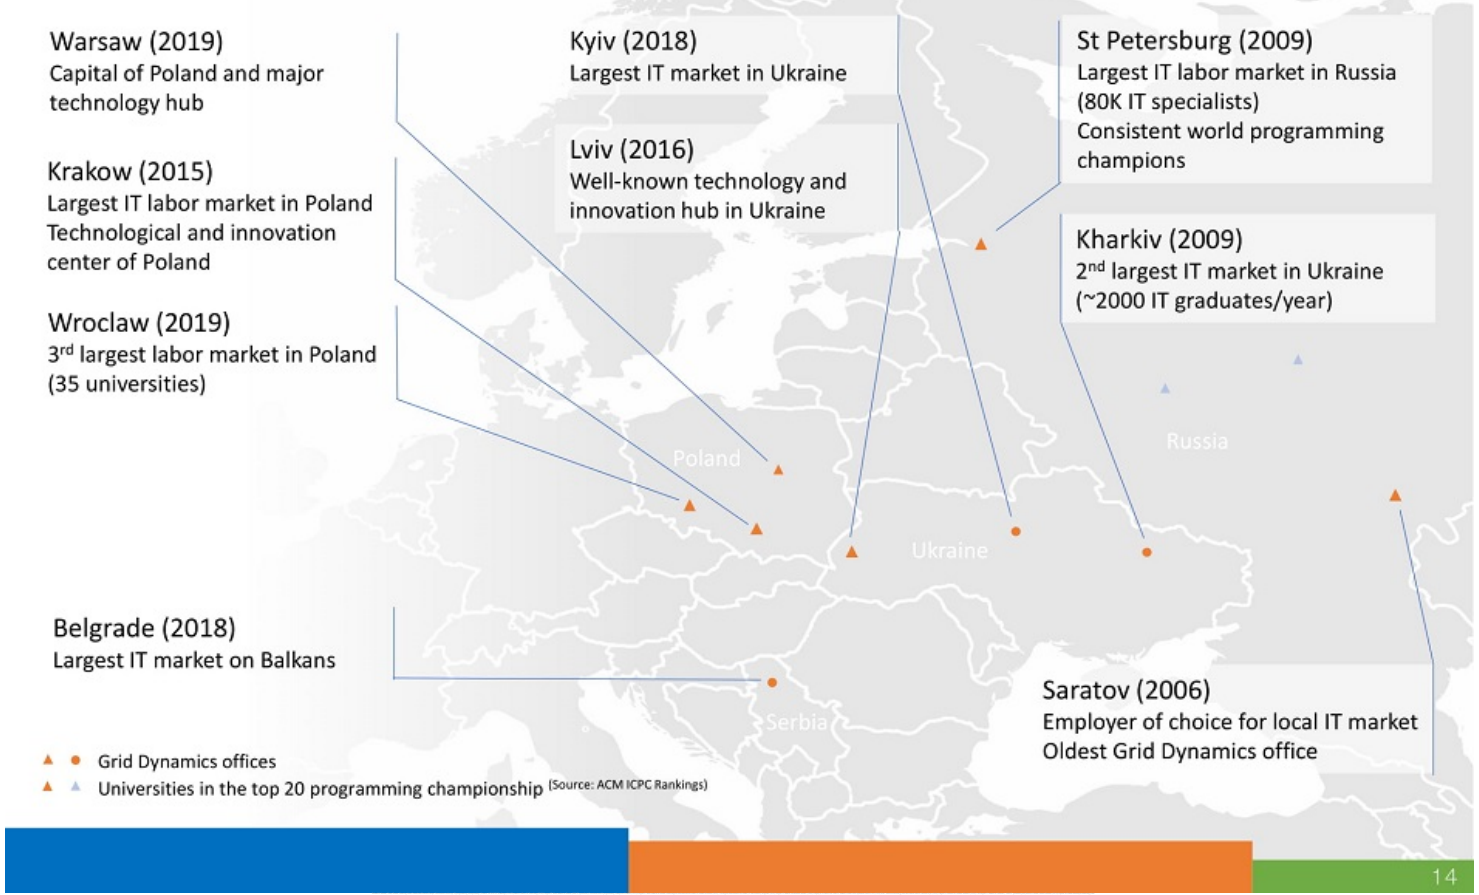 Warsaw (2019)
Capital of Poland and major
technology hub
Krakow (2015)
Largest IT labor market in Poland
Technological and innovation
center of Poland
Wroclaw (2019)
3rd largest labor market in Poland
(35 universities)
Kyiv (2018)
Largest IT market in Ukraine
Lviv (2016)
Well-known technology and
innovation hub in Ukraine
St Petersburg (2009)
Largest IT labor market in Russia
(80K IT specialists)
Consistent world programming
champions
Kharkiv (2009)
2nd largest IT market in Ukraine
(~2000 IT graduates/year)
Poland
Russia
Ukraine
Serbia
Belgrade (2018)
Largest IT market on Balkans
Saratov (2006)
Employer of choice for local IT market
Oldest Grid Dynamics office
Grid Dynamics offices
Universities in the top 20 programming championship (Source: ACM ICPC Rankings)
14